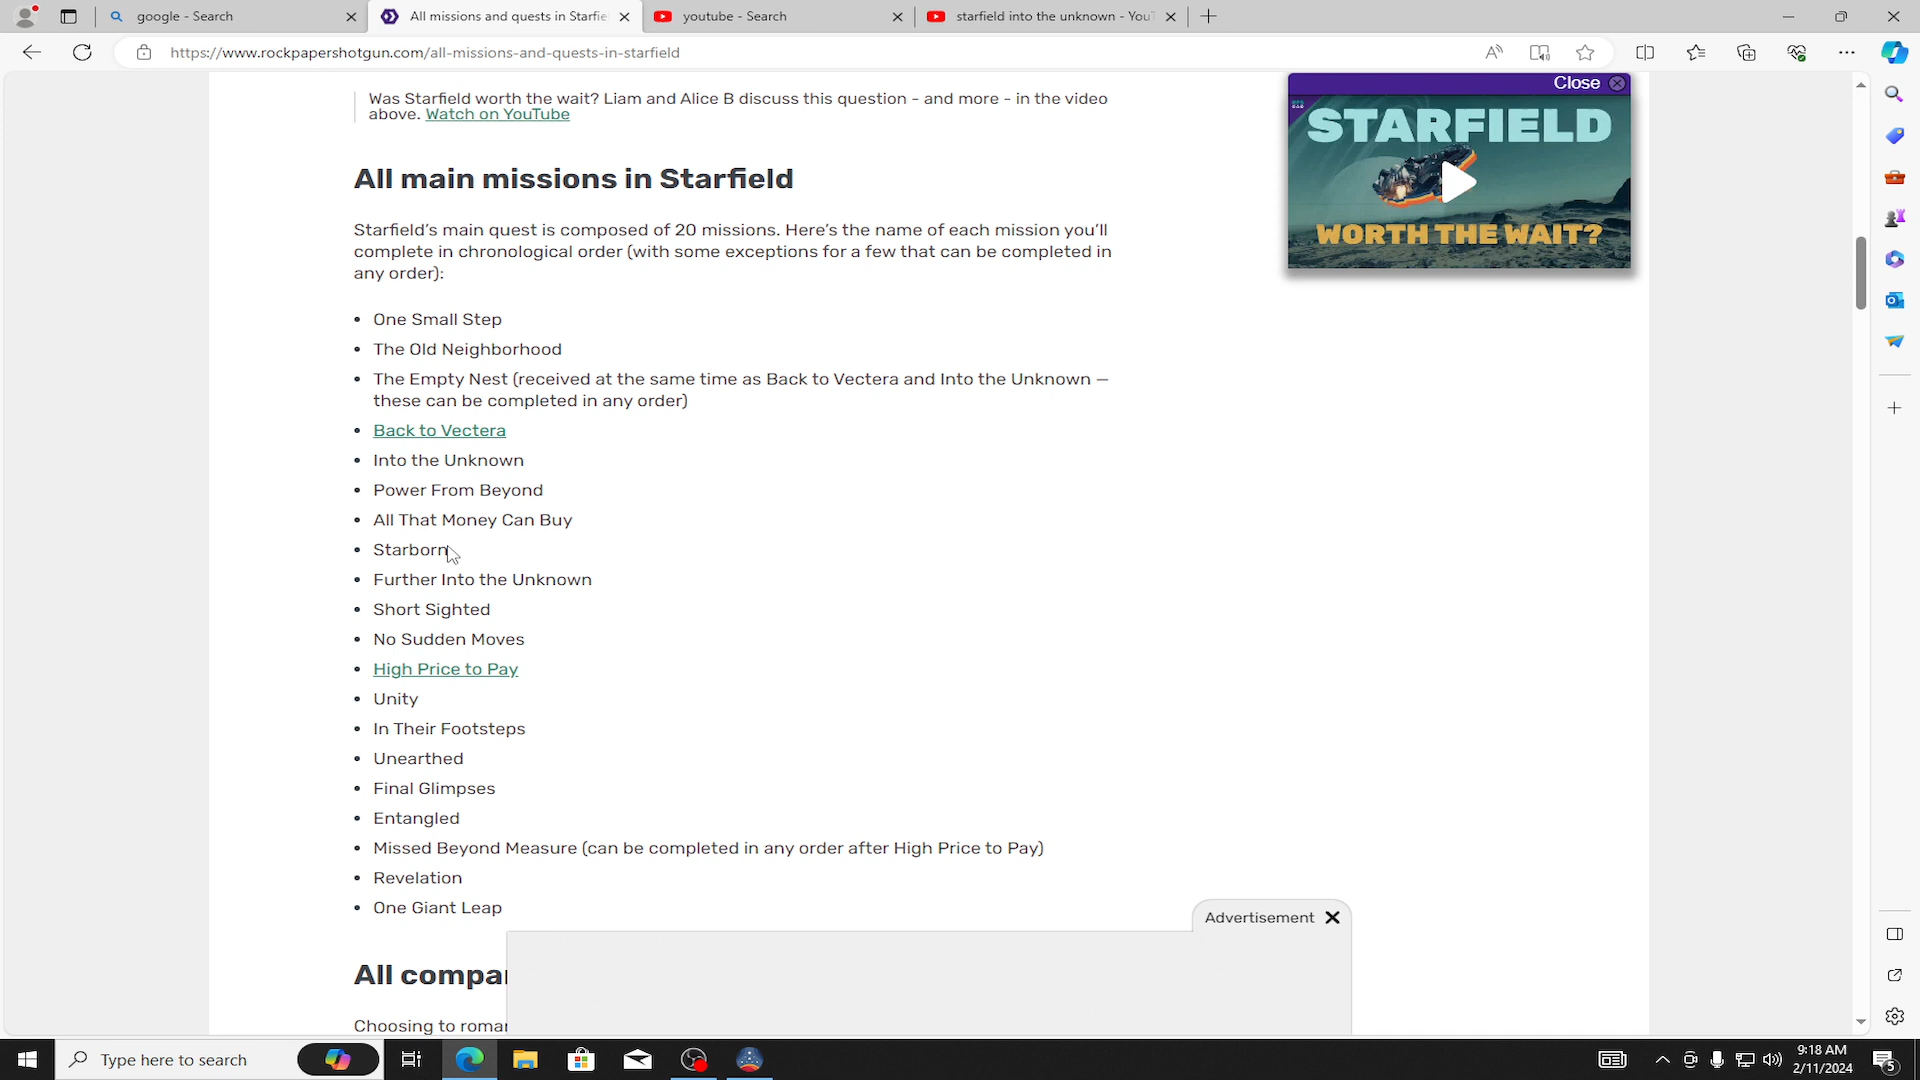 google - Search
All missions and quests in Starfie
youtube - Search
starfield into the unknown - YouT
https://www.rockpapershotgun.com/all-missions-and-quests-in-starfield
Was Starfield worth the wait? Liam and Alice B discuss this question - and more - in the video
above. Watch on YouTube
Close
STARFIELD
WORTH THE WAIT?
All main missions in Starfield
Starfield's main quest is composed of 20 missions. Here's the name of each mission you'll
complete in chronological order (with some exceptions for a few that can be completed in
any order):
• One Small Step
• The Old Neighborhood
• The Empty Nest (received at the same time as Back to Vectera and Into the Unknown —
these can be completed in any order)
• Back to Vectera
• Into the Unknown
• Power From Beyond
• All That Money Can Buy
• Starborn
• Further Into the Unknown
• Short Sighted
• No Sudden Moves
• High Price to Pay
• Unity
• In Their Footsteps
• Unearthed
• Final Glimpses
• Entangled
• Missed Beyond Measure (can be completed in any order after High Price to Pay)
• Revelation
• One Giant Leap
Advertisement
All compa
Choosing to roma
Type here to search
9:18 AM
2/11/2024
5